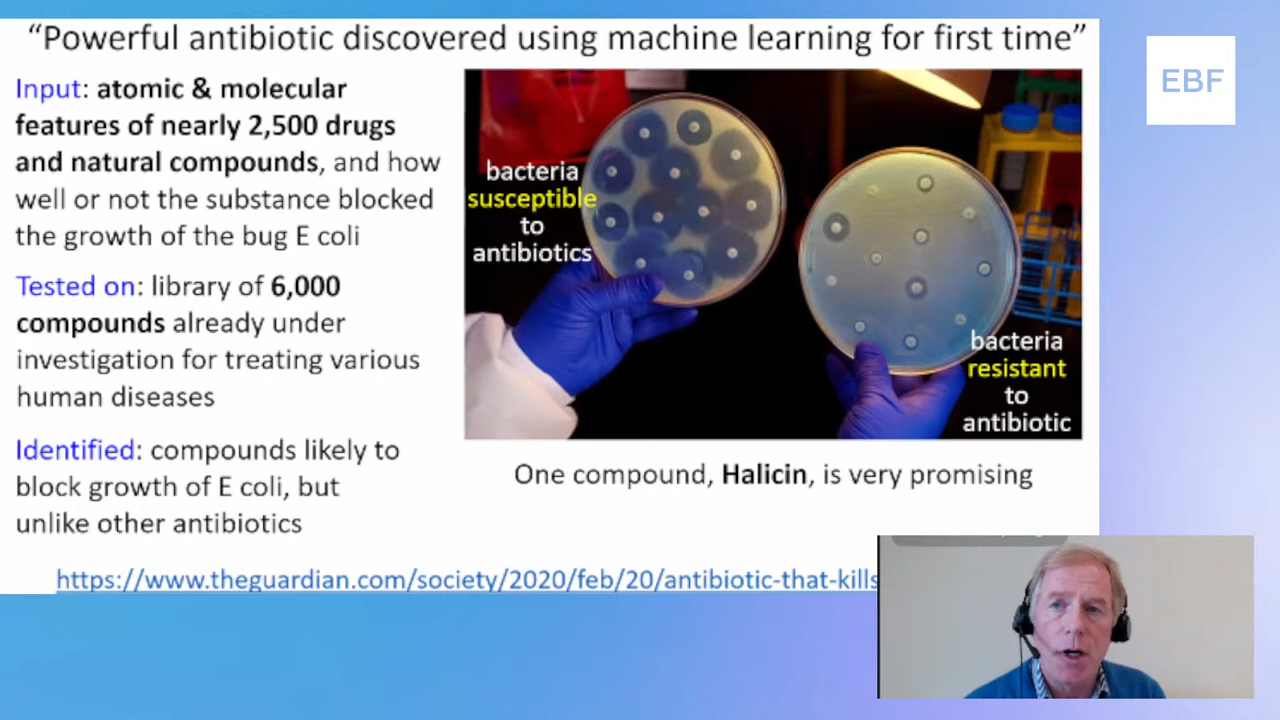 “Powerful antibiotic discovered using machine learning for first time”
Input: atomic & molecular
features of nearly 2,500 drugs
and natural compounds, and how
well or not the substance blocked
the growth of the bug E coli
Tested on: library of 6,000
compounds already under
investigation for treating various
human diseases
Identified: compounds likely to
block growth of E coli, but
unlike other antibiotics
bacteria
susceptible
to
antibiotics
bacteria
resistant
to
antibiotic
One compound, Halicin, is very promising
https://www.theguardian.com/society/2020/feb/20/antibiotic-that-kills
EBF